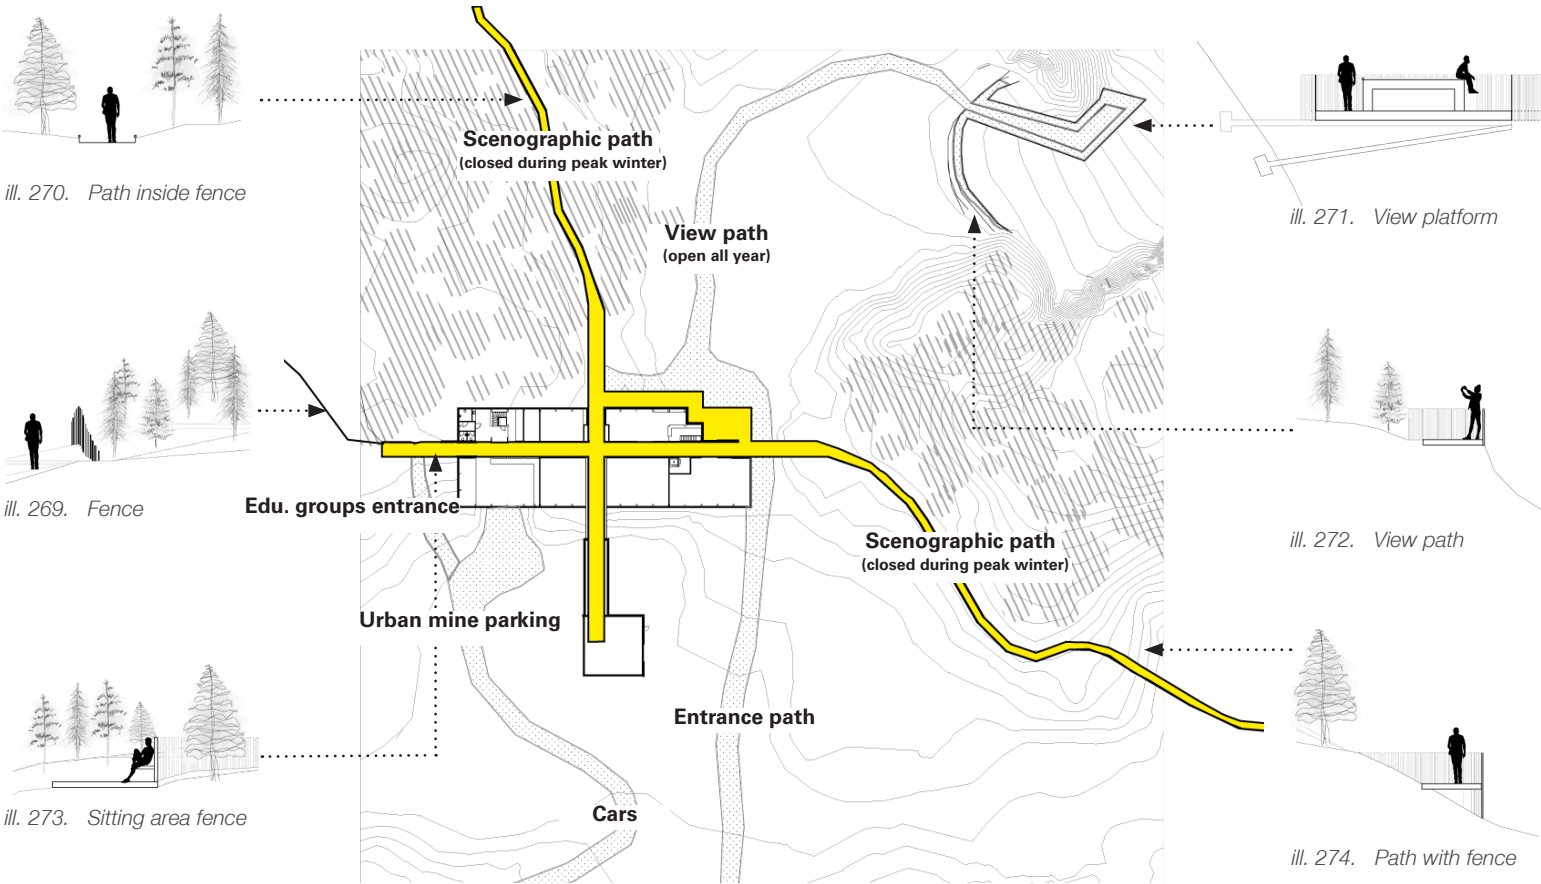 Scenographic path
(closed during peak winter)
ill. 270. Path inside fence
ill. 271. View platform
View path
(open all year)
Edu. groups entrance
ill. 269. Fence
Scenographic path
(closed during peak winter)
ill. 272. View path
Urban mine parking
Entrance path
Cars
ill. 273. Sitting area fence
ill. 274. Path with fence